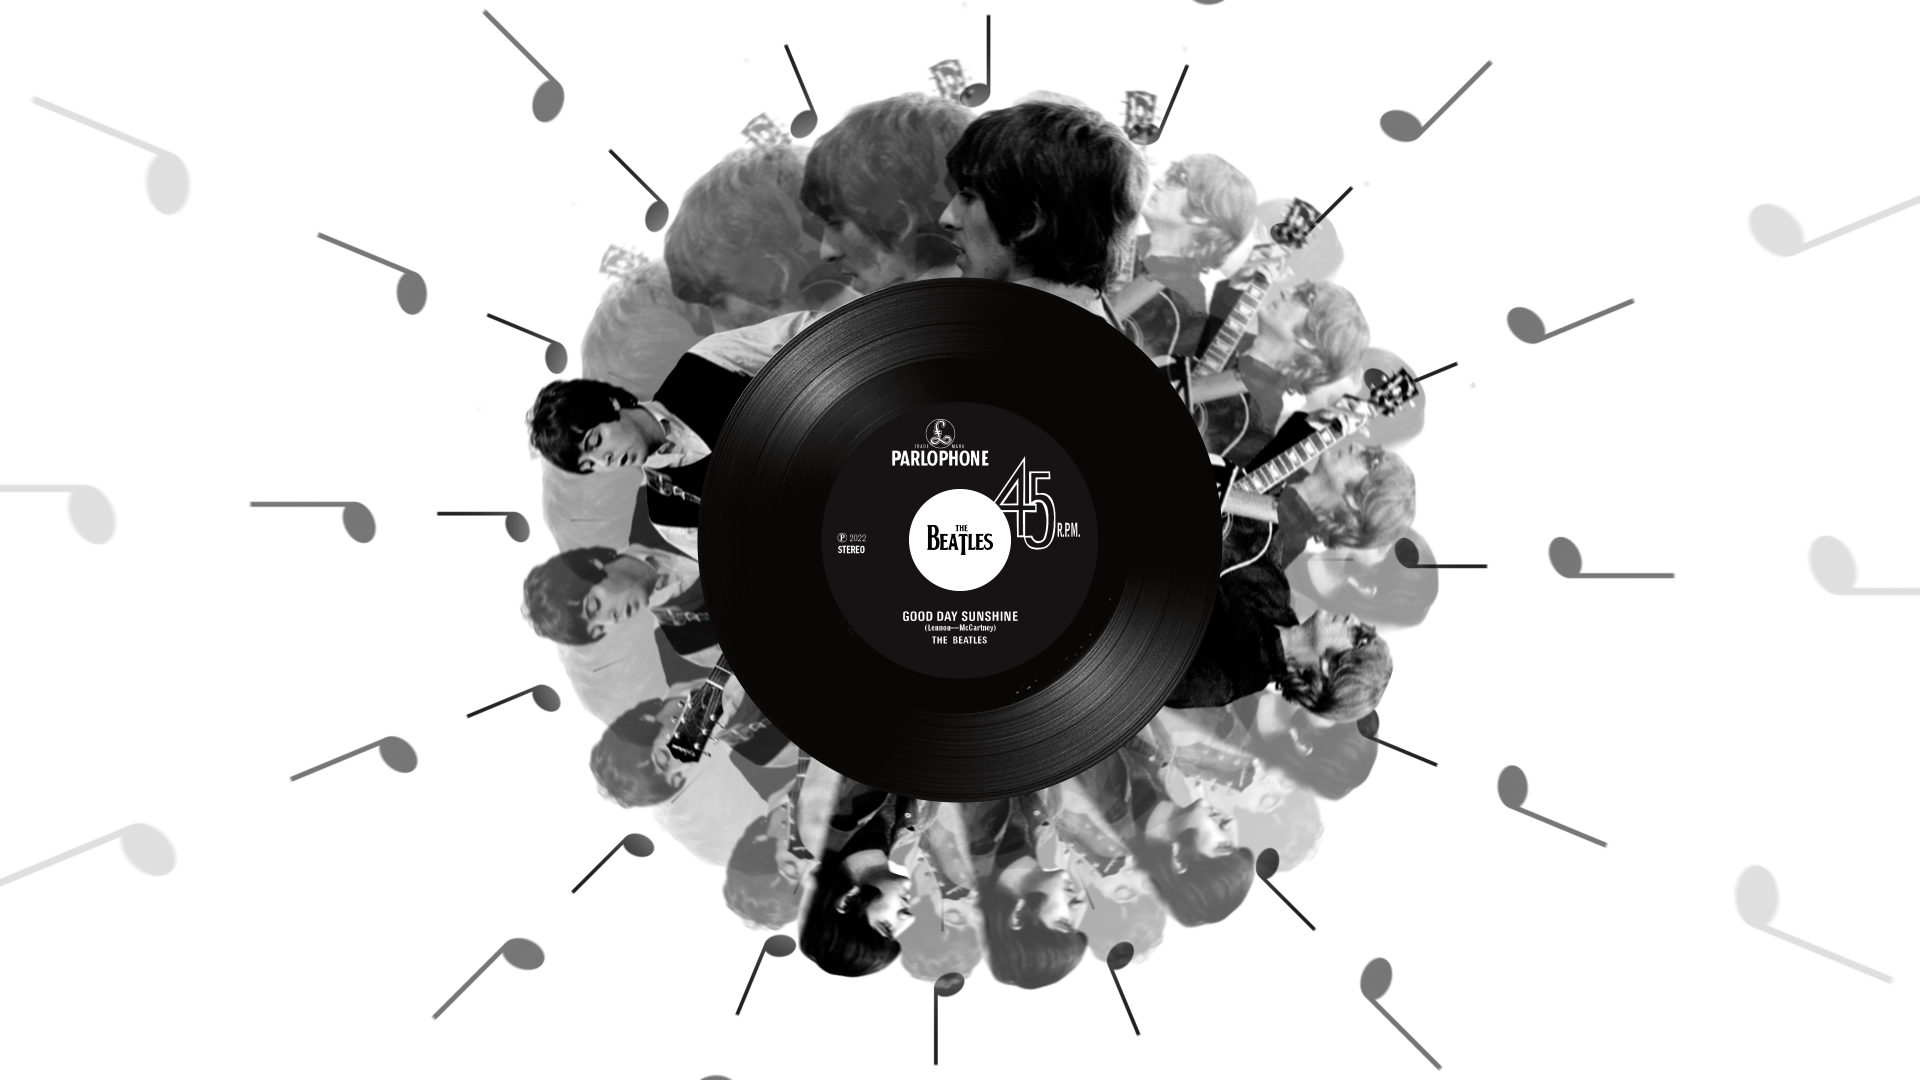 TRADE MARK
PARLOPHONE
45
R.P.M.
THE
BEATLES
Ⓟ 2022
STEREO
GOOD DAY SUNSHINE
(Lennon—McCartney)
THE BEATLES